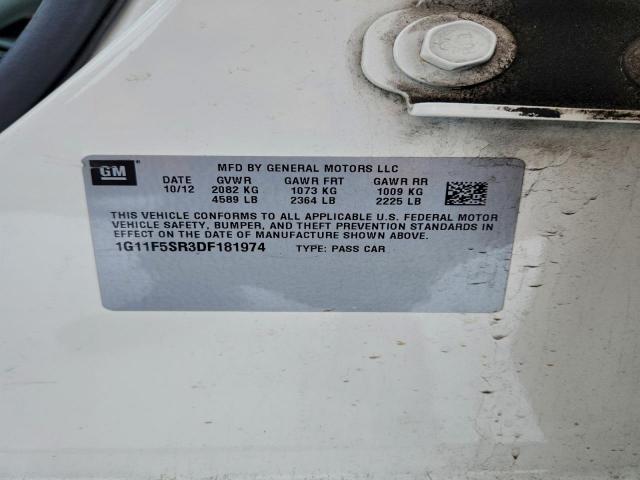 GM ® MFD BY GENERAL MOTORS LLC
DATE GVWR GAWR FRT GAWR RR
10/12 2082 KG 1073 KG 1009 KG
4589 LB 2364 LB 2225 LB
THIS VEHICLE CONFORMS TO ALL APPLICABLE U.S. FEDERAL MOTOR
VEHICLE SAFETY, BUMPER, AND THEFT PREVENTION STANDARDS IN
EFFECT ON THE DATE OF MANUFACTURE SHOWN ABOVE.
1G11F5SR3DF181974 TYPE: PASS CAR